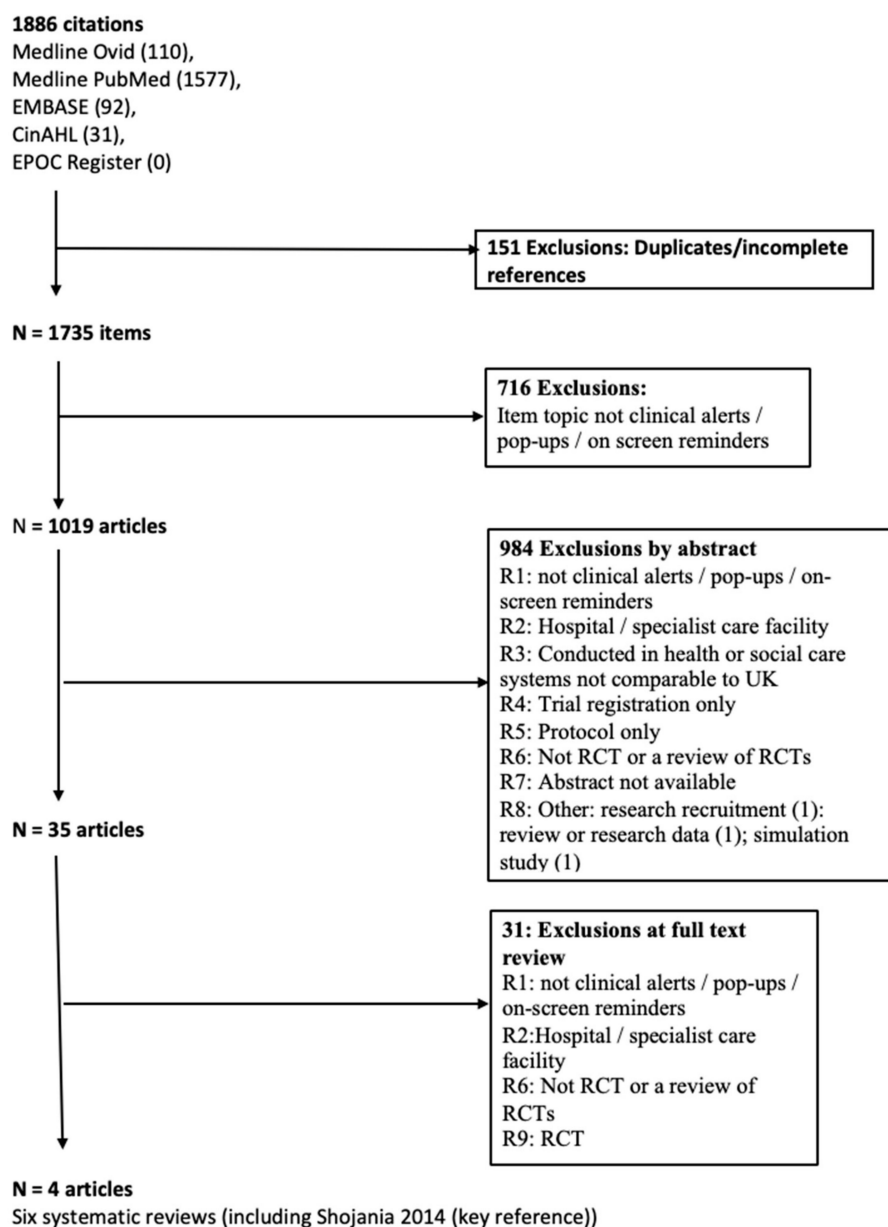 1886 citations
Medline Ovid (110),
Medline PubMed (1577),
EMBASE (92),
CinAHL (31),
EPOC Register (0)
151 Exclusions: Duplicates/incomplete
references
N = 1735 items
716 Exclusions:
Item topic not clinical alerts /
pop-ups / on screen reminders
N = 1019 articles
984 Exclusions by abstract
R1: not clinical alerts / pop-ups / on-
screen reminders
R2: Hospital / specialist care facility
R3: Conducted in health or social care
systems not comparable to UK
R4: Trial registration only
R5: Protocol only
R6: Not RCT or a review of RCTs
R7: Abstract not available
R8: Other: research recruitment (1):
review or research data (1); simulation
study (1)
N = 35 articles
31: Exclusions at full text
review
R1: not clinical alerts / pop-ups /
on-screen reminders
R2:Hospital / specialist care
facility
R6: Not RCT or a review of
RCTs
R9: RCT
N = 4 articles
Six systematic reviews (including Shojania 2014 (key reference))